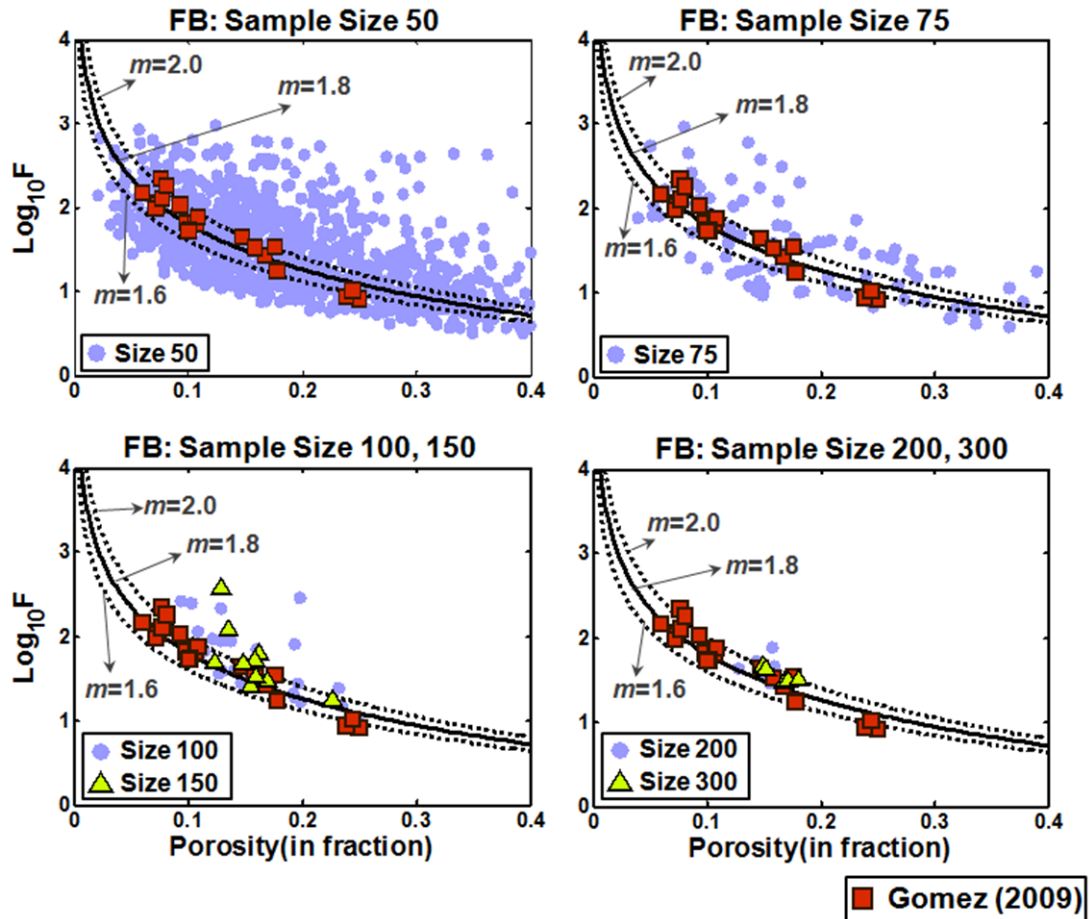 FB: Sample Size 50
4
3
2
1
0
Log10F
m=2.0
m=1.8
m=1.6
Size 50
0.1
0.2
0.3
0.4
FB: Sample Size 75
4
3
2
1
0
m=2.0
m=1.8
m=1.6
Size 75
0
0.1
0.2
0.3
0.4
FB: Sample Size 100, 150
4
3
2
1
0
Log10F
m=2.0
m=1.8
m=1.6
Size 100
Size 150
0.1
0.2
0.3
0.4
Porosity(in fraction)
FB: Sample Size 200, 300
4
3
2
1
m=2.0
m=1.8
m=1.6
Size 200
Size 300
0
0.1
0.2
0.3
0.4
Porosity(in fraction)
Gomez (2009)